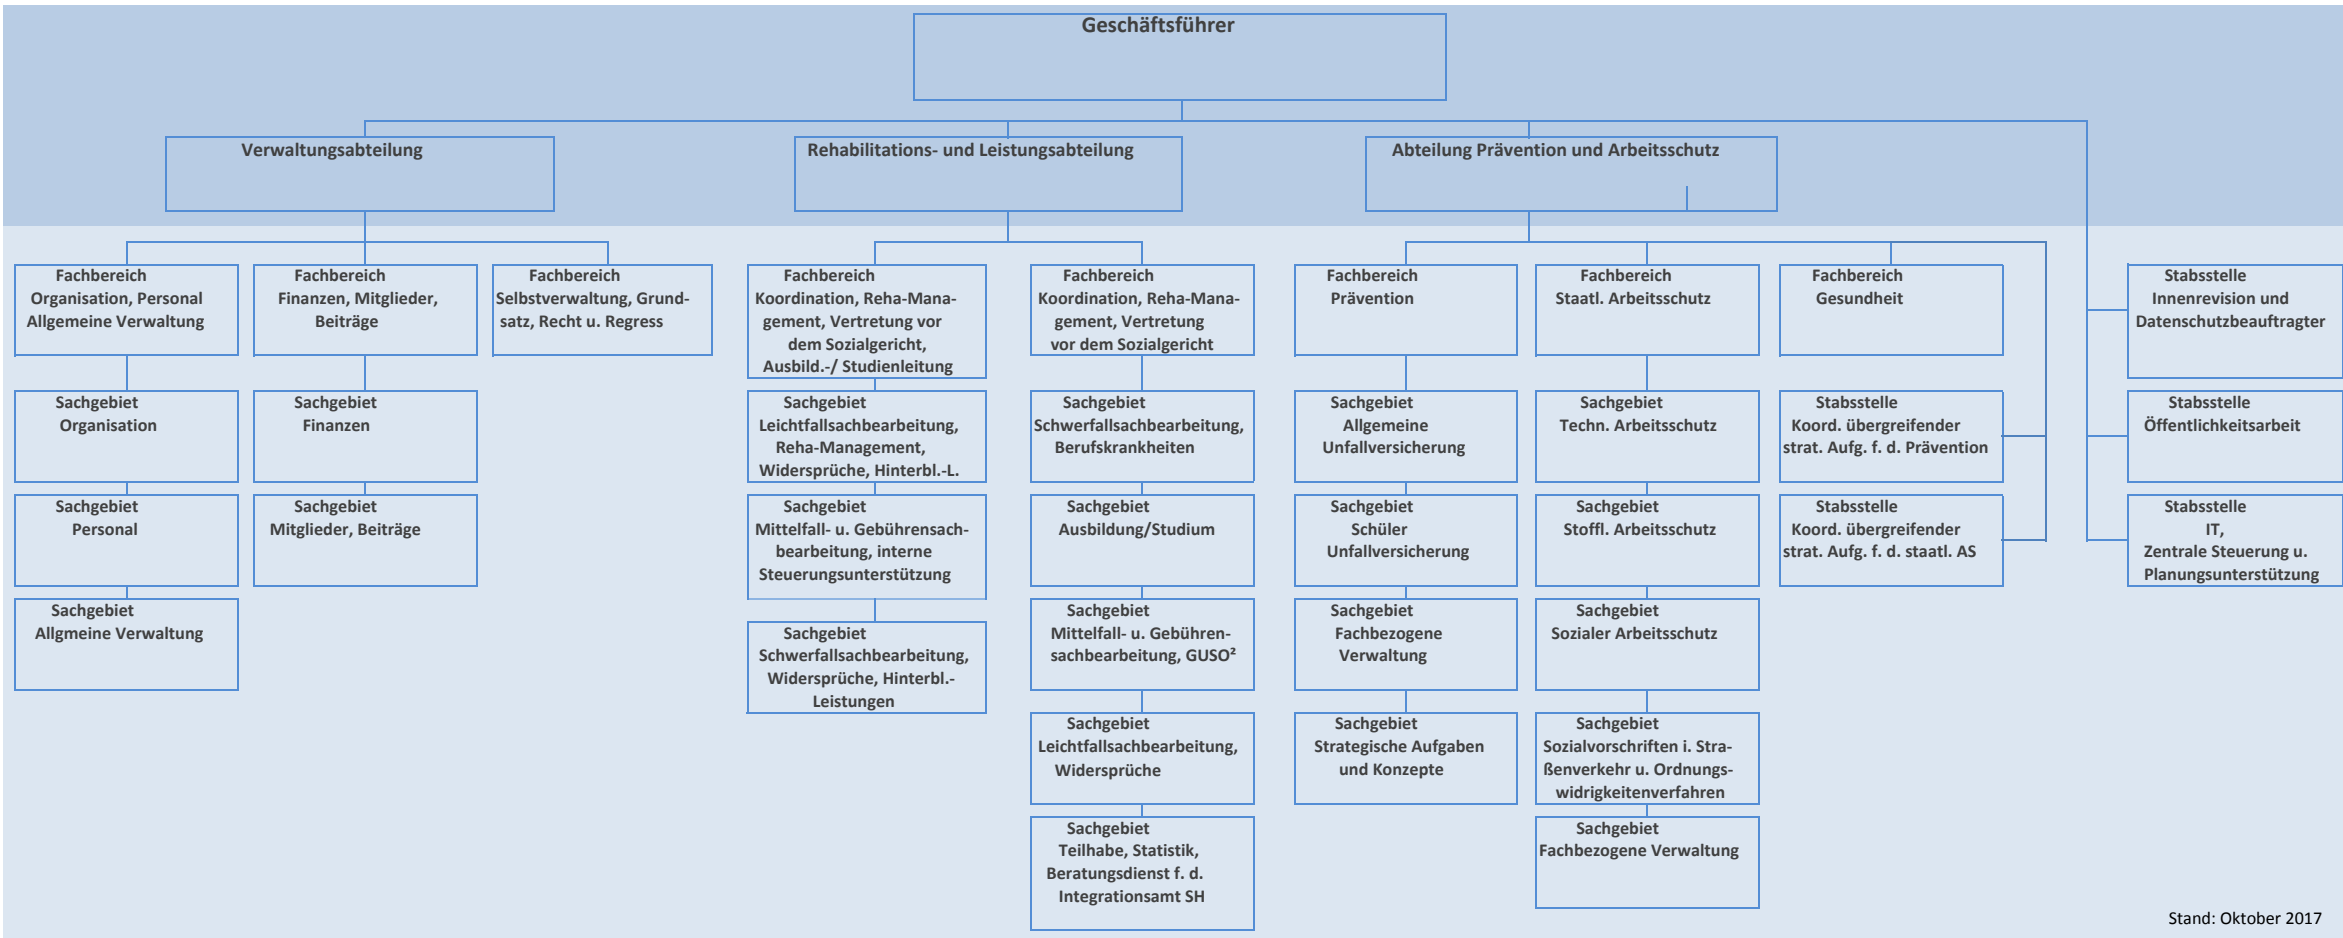 Geschäftsführer
Verwaltungsabteilung
Rehabilitations- und Leistungsabteilung
Abteilung Prävention und Arbeitsschutz
Fachbereich
Organisation, Personal
Allgemeine Verwaltung
Sachgebiet
Organisation
Sachgebiet
Personal
Sachgebiet
Allgmeine Verwaltung
Fachbereich
Finanzen, Mitglieder,
Beiträge
Sachgebiet
Finanzen
Sachgebiet
Mitglieder, Beiträge
Fachbereich
Selbstverwaltung, Grund-
satz, Recht u. Regress
Fachbereich
Koordination, Reha-Mana-
gement, Vertretung vor
dem Sozialgericht,
Ausbild.-/ Studienleitung
Sachgebiet
Leichtfallsachbearbeitung,
Reha-Management,
Widersprüche, Hinterbl.-L.
Sachgebiet
Mittelfall- u. Gebührensach-
bearbeitung, interne
Steuerungsunterstützung
Sachgebiet
Schwerfallsachbearbeitung,
Widersprüche, Hinterbl.-
Leistungen
Fachbereich
Koordination, Reha-Mana-
gement, Vertretung
vor dem Sozialgericht
Sachgebiet
Schwerfallsachbearbeitung,
Berufskrankheiten
Sachgebiet
Ausbildung/Studium
Sachgebiet
Mittelfall- u. Gebühren-
sachbearbeitung, GUSO²
Sachgebiet
Leichtfallsachbearbeitung,
Widersprüche
Sachgebiet
Teilhabe, Statistik,
Beratungsdienst f. d.
Integrationsamt SH
Fachbereich
Prävention
Sachgebiet
Allgemeine
Unfallversicherung
Sachgebiet
Schüler
Unfallversicherung
Sachgebiet
Fachbezogene
Verwaltung
Sachgebiet
Strategische Aufgaben
und Konzepte
Fachbereich
Staatl. Arbeitsschutz
Sachgebiet
Techn. Arbeitsschutz
Sachgebiet
Stoffl. Arbeitsschutz
Sachgebiet
Sozialer Arbeitsschutz
Sachgebiet
Sozialvorschriften i. Stra-
ßenverkehr u. Ordnungs-
widrigkeitenverfahren
Sachgebiet
Fachbezogene Verwaltung
Fachbereich
Gesundheit
Stabsstelle
Koord. übergreifender
strat. Aufg. f. d. Prävention
Stabsstelle
Koord. übergreifender
strat. Aufg. f. d. staatl. AS
Stabsstelle
Innenrevision und
Datenschutzbeauftragter
Stabsstelle
Öffentlichkeitsarbeit
Stabsstelle
IT,
Zentrale Steuerung u.
Planungsunterstützung
Stand: Oktober 2017